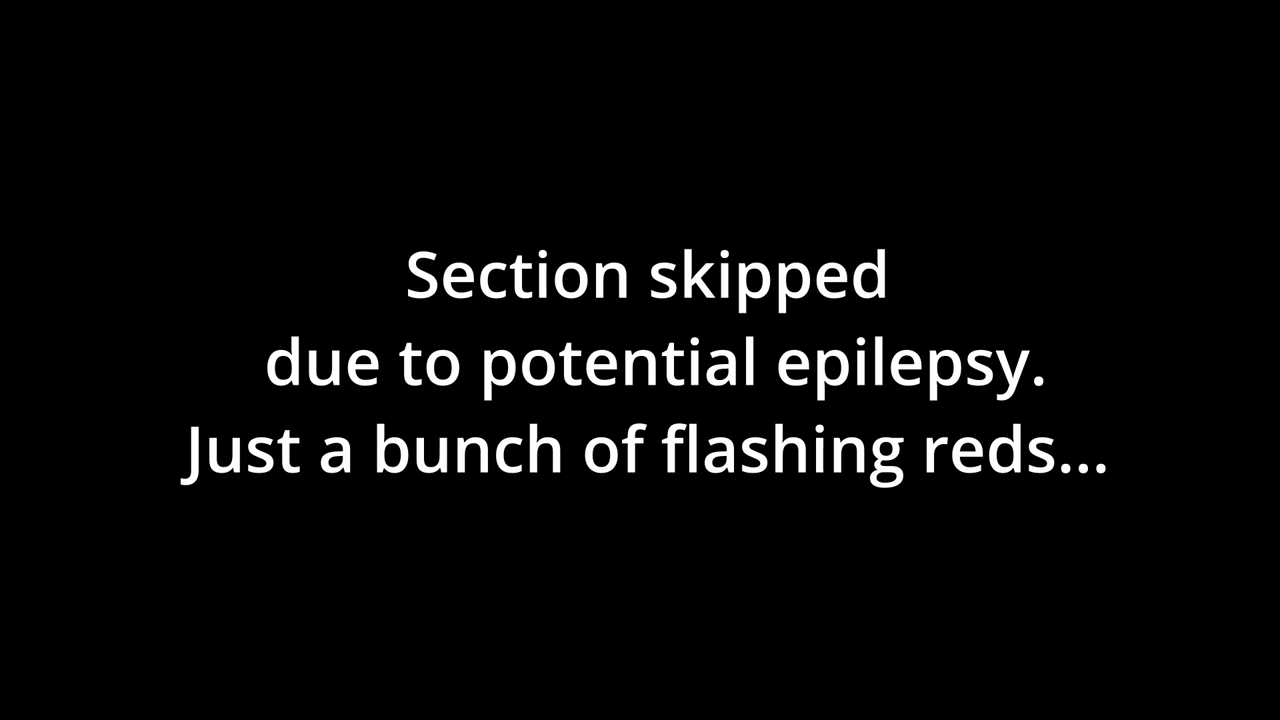 Section skipped
due to potential epilepsy.
Just a bunch of flashing reds...